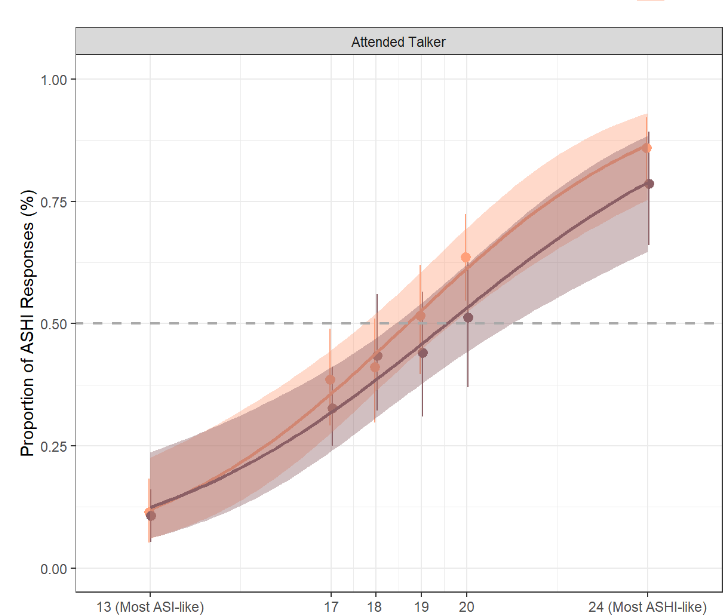 Attended Talker
1.00
0.75
0.50
0.25
0.00
Proportion of ASHI Responses (%)
13 (Most ASI-like) 17 18 19 20 24 (Most ASHI-like)